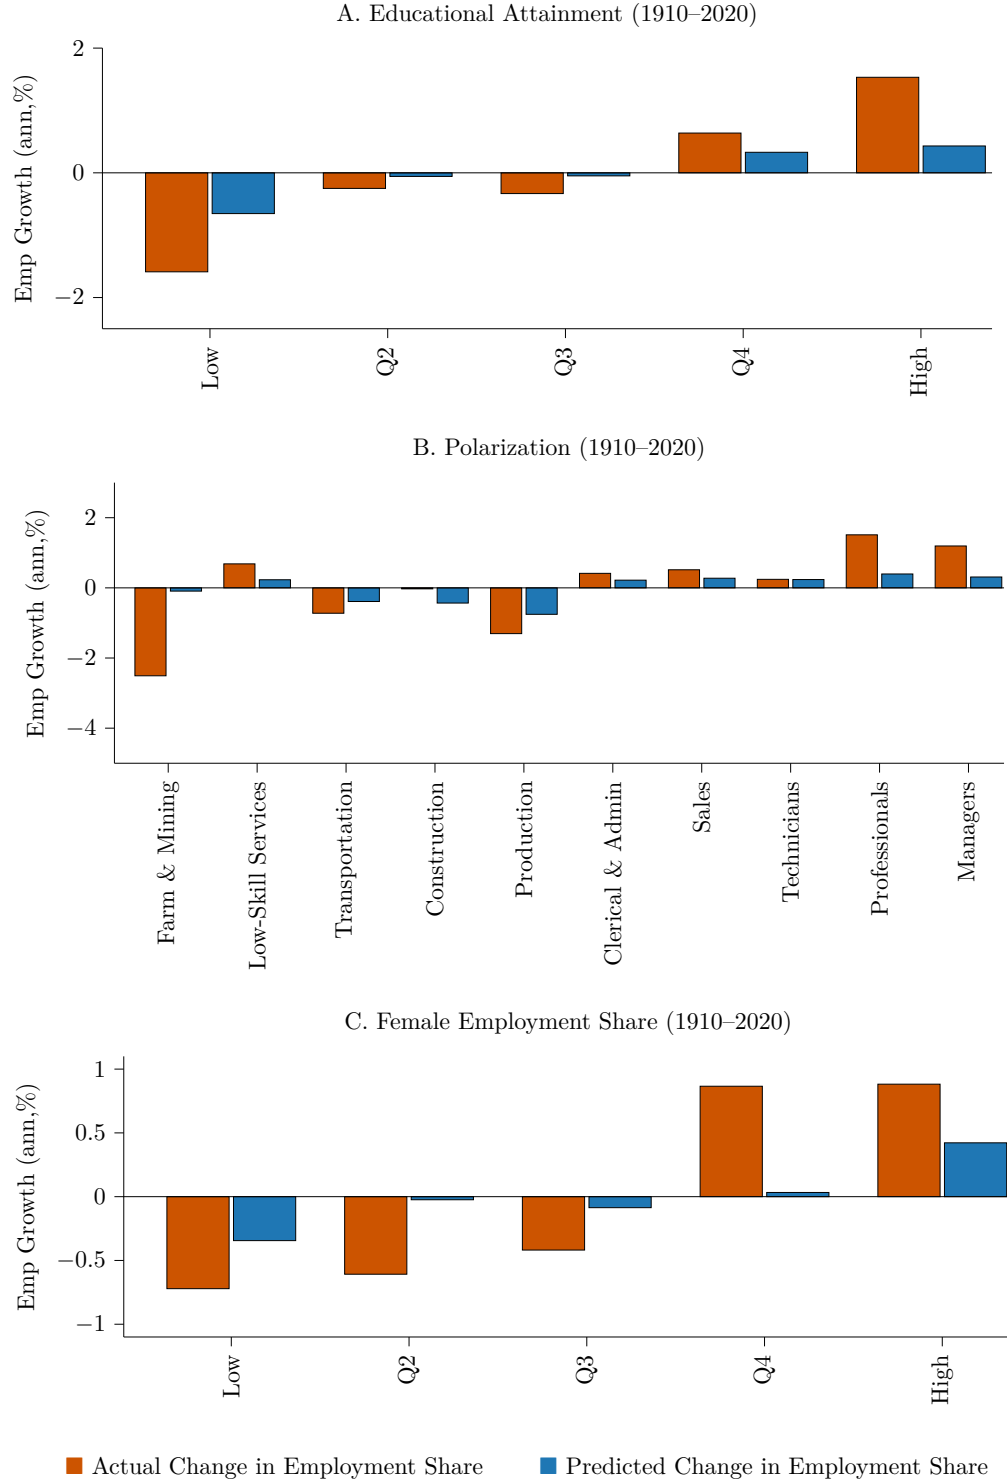 A. Educational Attainment (1910–2020)
Emp Growth (ann,%)
2
0
−2
Low
Q2
Q3
Q4
High
B. Polarization (1910–2020)
Emp Growth (ann,%)
2
0
−2
−4
Farm & Mining
Low-Skill Services
Transportation
Construction
Production
Clerical & Admin
Sales
Technicians
Professionals
Managers
C. Female Employment Share (1910–2020)
Emp Growth (ann,%)
1
0.5
0
−0.5
−1
Low
Q2
Q3
Q4
High
Actual Change in Employment Share
Predicted Change in Employment Share